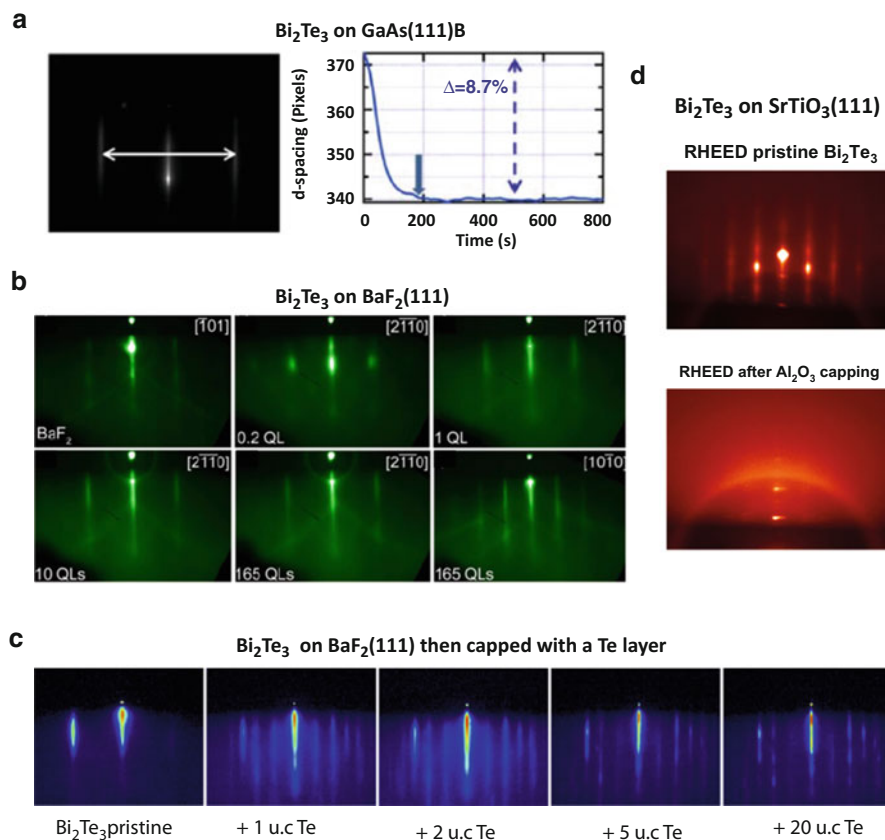 a
Bi₂Te₃ on GaAs(111)B
d-spacing (Pixels)
370
360
350
340
Δ=8.7%
0 200 400 600 800
Time (s)
b
Bi₂Te₃ on BaF₂(111)
[1̄01]
BaF₂
[21̄1̄0]
0.2 QL
[21̄1̄0]
1 QL
[21̄1̄0]
10 QLs
[21̄1̄0]
165 QLs
[101̄0]
165 QLs
c
Bi₂Te₃ on BaF₂(111) then capped with a Te layer
Bi₂Te₃pristine
+ 1 u.c Te
+ 2 u.c Te
+ 5 u.c Te
+ 20 u.c Te
d
Bi₂Te₃ on SrTiO₃(111)
RHEED pristine Bi₂Te₃
RHEED after Al₂O₃ capping